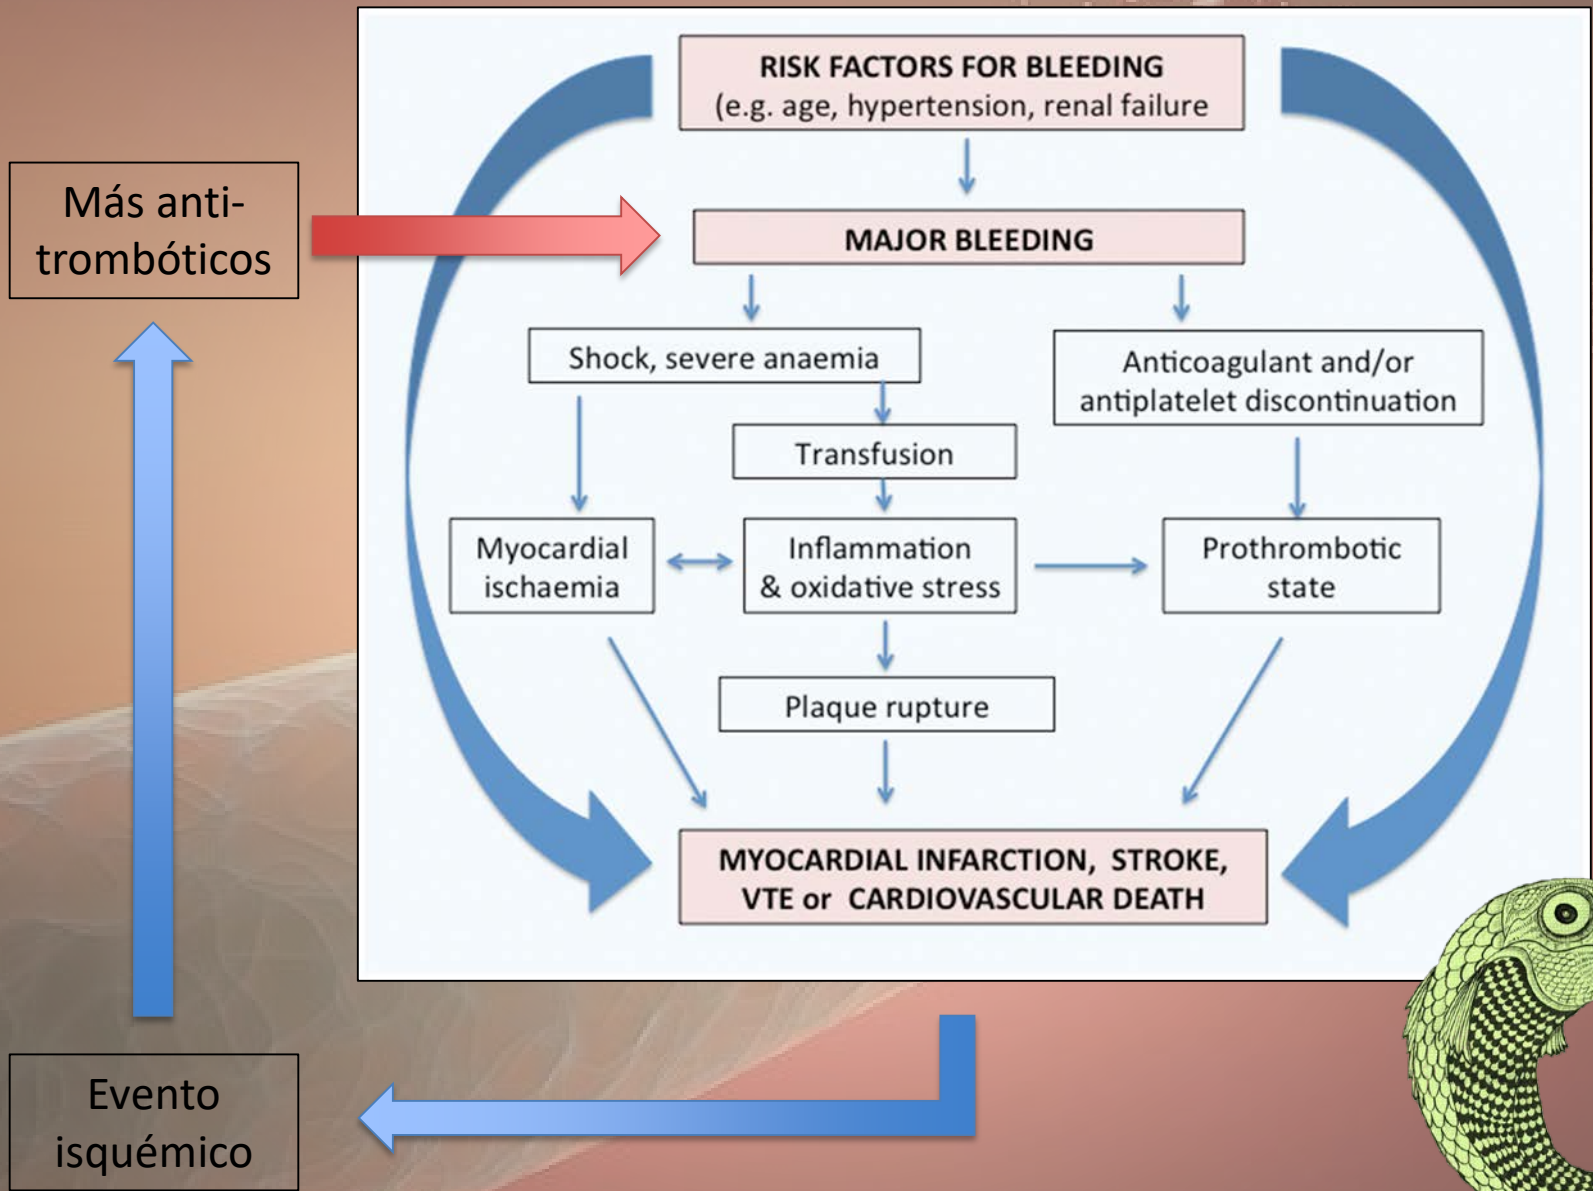 RISK FACTORS FOR BLEEDING
(e.g. age, hypertension, renal failure
Más anti-
trombóticos
MAJOR BLEEDING
Shock, severe anaemia
Anticoagulant and/or
antiplatelet discontinuation
Transfusion
Myocardial
ischaemia
Inflammation
& oxidative stress
Prothrombotic
state
Plaque rupture
MYOCARDIAL INFARCTION, STROKE,
VTE or CARDIOVASCULAR DEATH
Evento
isquémico